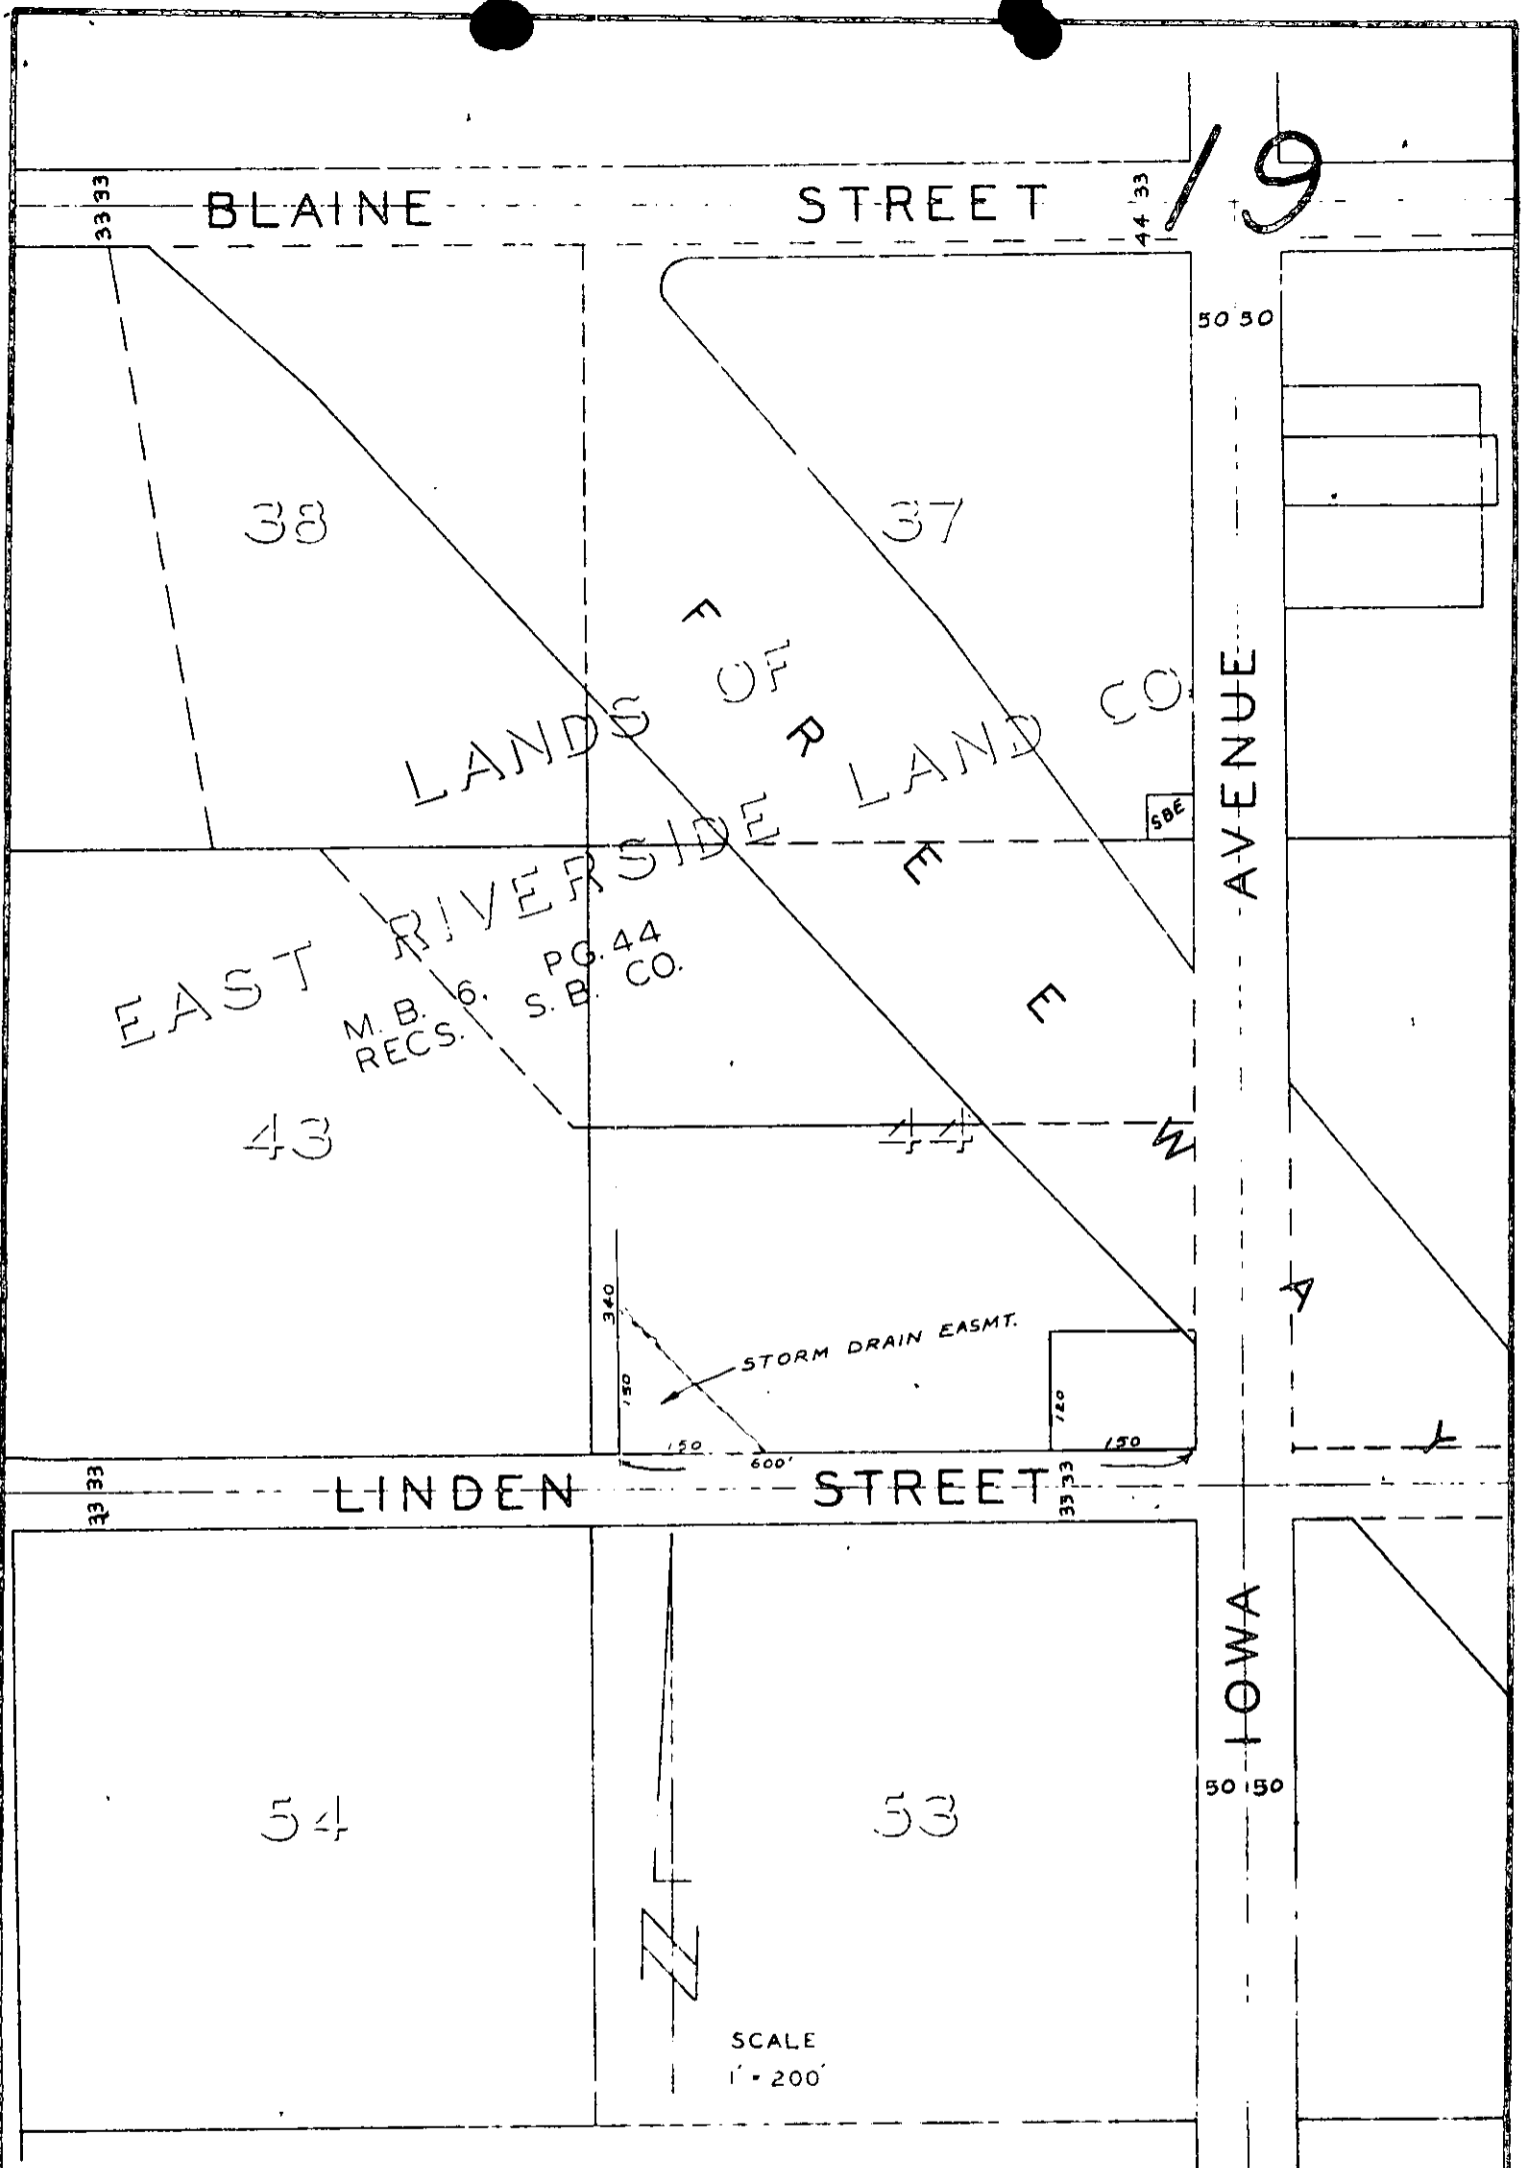 19
33 33
BLAINE STREET
44 33
50 50
38
37
FREEWAY
LANDS OF
EAST RIVERSIDE LAND CO
M. B. 6. PG. 44
RECS. S. B. CO.
SBE
IOWA AVENUE
43
44
340
150
STORM DRAIN EASMT.
120
150
600'
150
33 33
LINDEN STREET
33 33
54
53
50 50
N
SCALE
1" = 200'